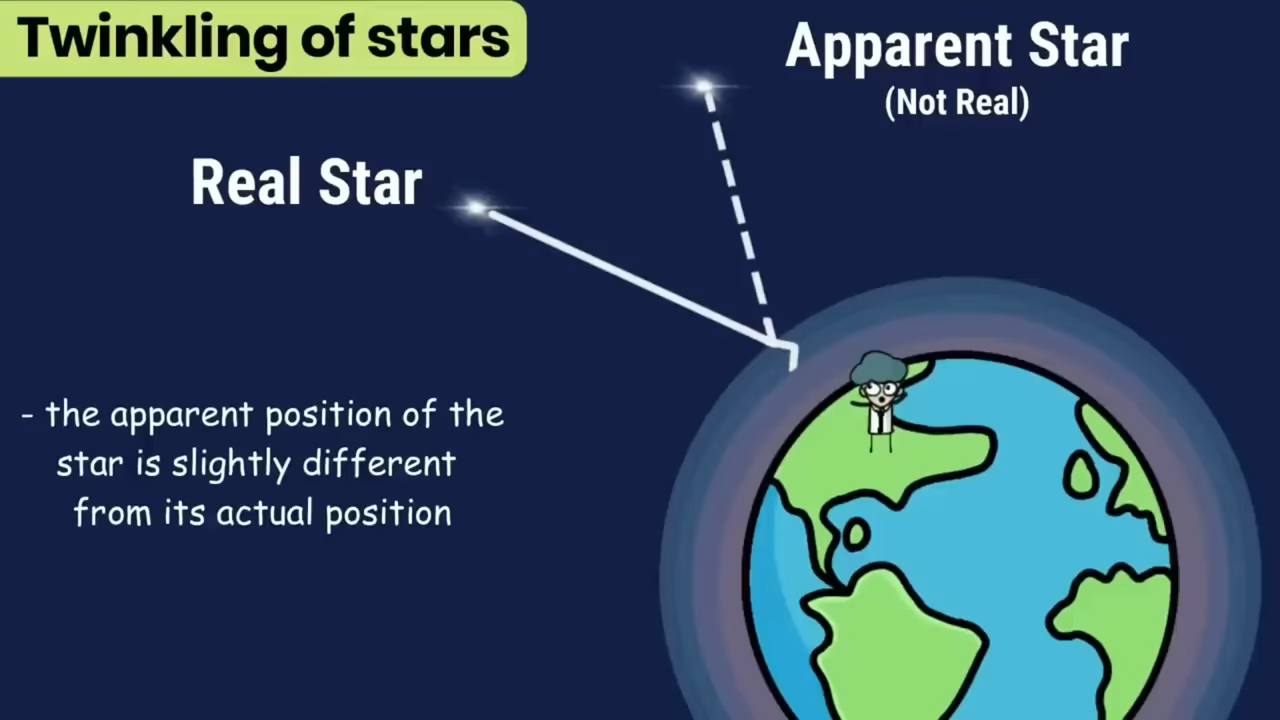 Twinkling of stars
Apparent Star
(Not Real)
Real Star
- the apparent position of the
star is slightly different
from its actual position